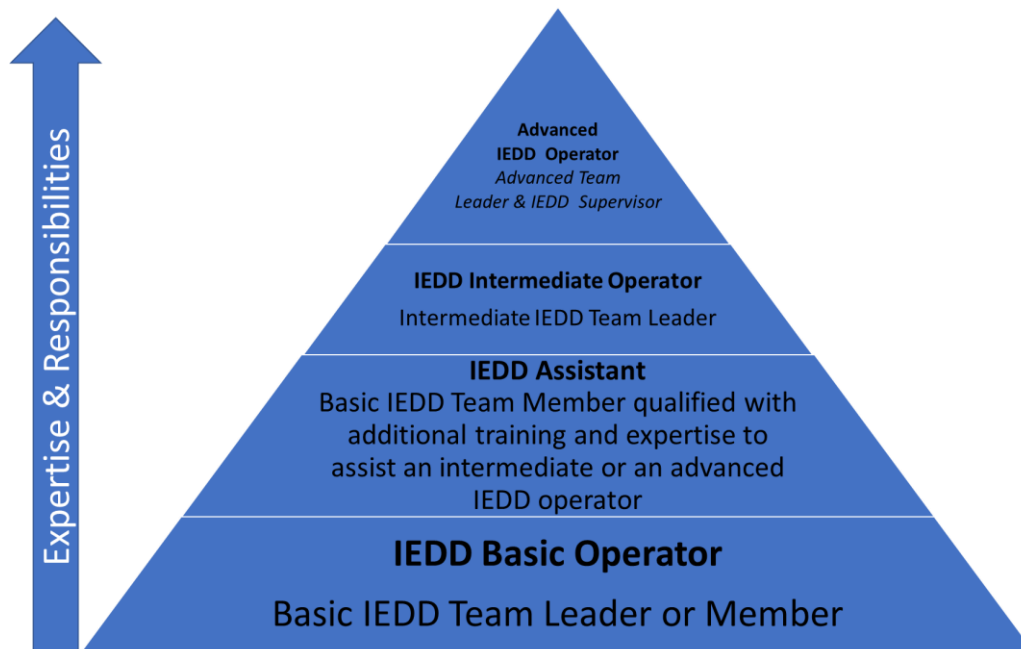 Expertise & Responsibilities
Advanced
IEDD Operator
Advanced Team
Leader & IEDD Supervisor
IEDD Intermediate Operator
Intermediate IEDD Team Leader
IEDD Assistant
Basic IEDD Team Member qualified with
additional training and expertise to
assist an intermediate or an advanced
IEDD operator
IEDD Basic Operator
Basic IEDD Team Leader or Member